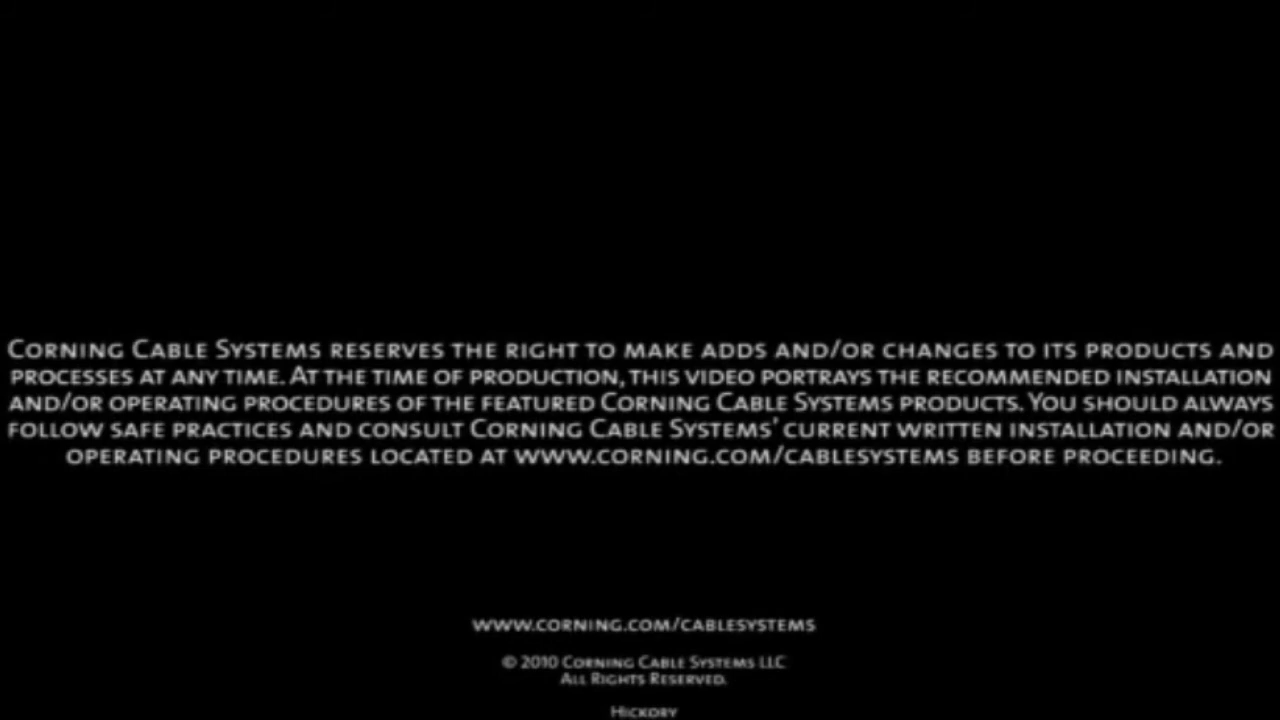 Corning Cable Systems reserves the right to make adds and/or changes to its products and
processes at any time. At the time of production, this video portrays the recommended installation
and/or operating procedures of the featured Corning Cable Systems products. You should always
follow safe practices and consult Corning Cable Systems' current written installation and/or
operating procedures located at www.corning.com/cablesystems before proceeding.
www.corning.com/cablesystems
© 2010 Corning Cable Systems LLC
All Rights Reserved.
Hickory